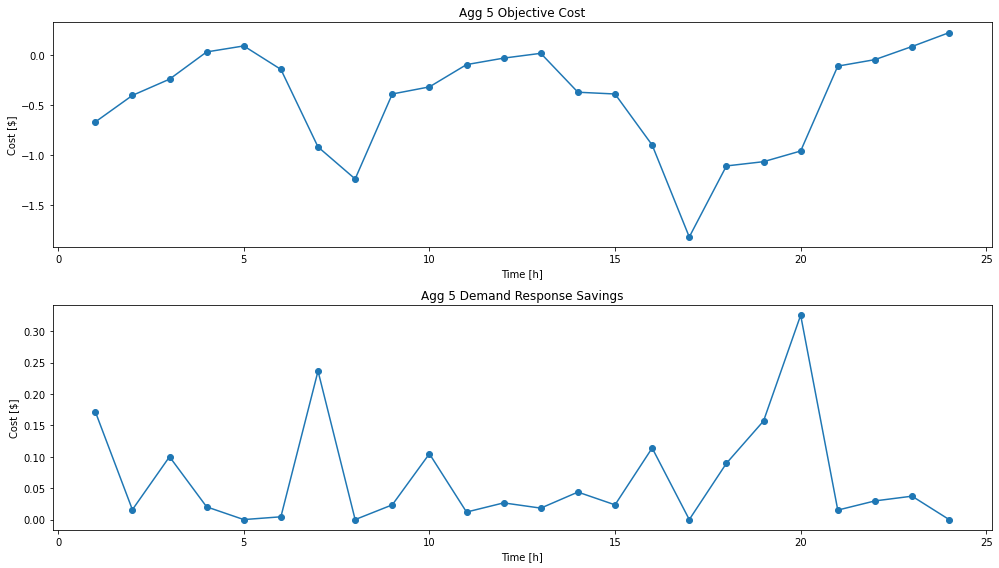 Agg 5 Objective Cost
Cost [$]
0.0
−0.5
−1.0
−1.5
0 5 10 15 20 25
Time [h]
Agg 5 Demand Response Savings
Cost [$]
0.30
0.25
0.20
0.15
0.10
0.05
0.00
0 5 10 15 20 25
Time [h]